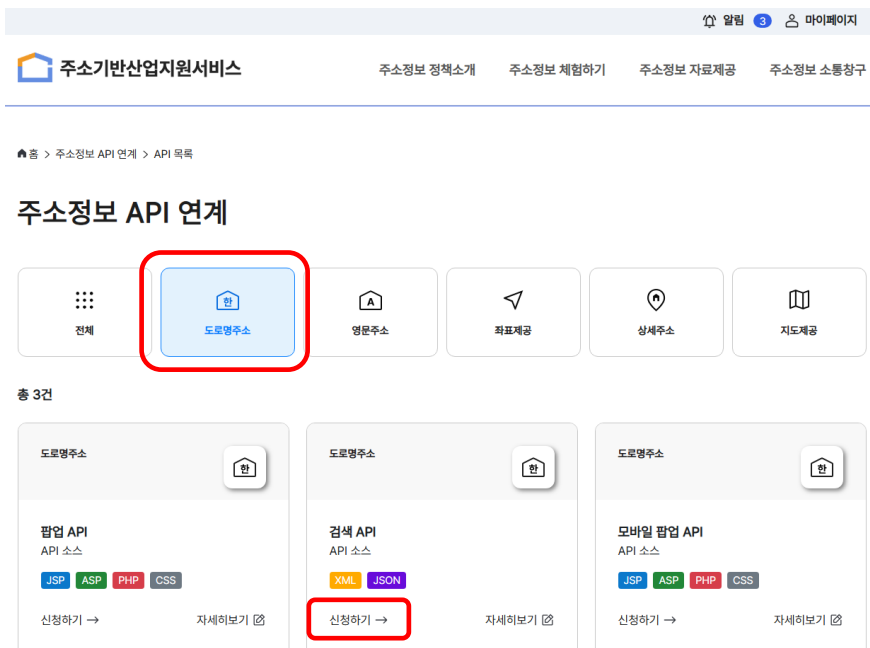 알림 3 마이페이지
주소기반산업지원서비스 주소정보 정책소개 주소정보 체험하기 주소정보 자료제공 주소정보 소통창구
홈 > 주소정보 API 연계 > API 목록
주소정보 API 연계
한 A
전체 도로명주소 영문주소 좌표제공 상세주소 지도제공
총 3건
도로명주소 한 도로명주소 한 도로명주소 한
팝업 API 검색 API 모바일 팝업 API
API 소스 API 소스 API 소스
JSP ASP PHP CSS XML JSON JSP ASP PHP CSS
신청하기 → 자세히보기 신청하기 → 자세히보기 신청하기 → 자세히보기